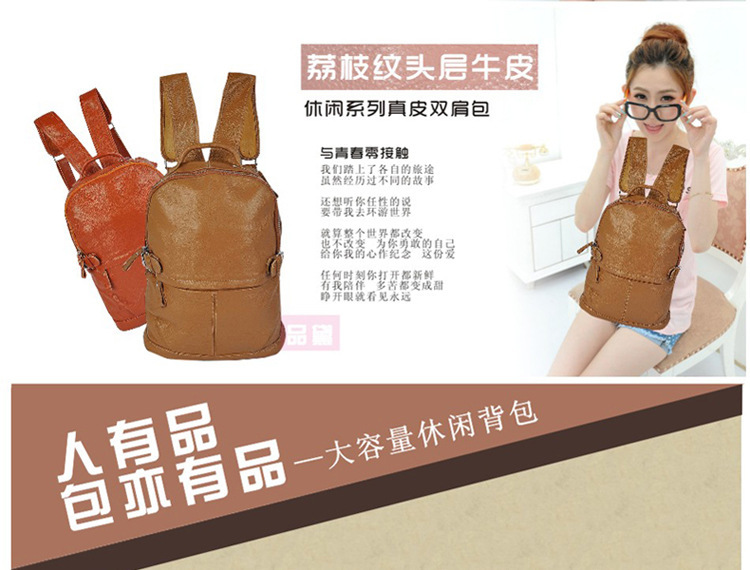 荔枝纹头层牛皮
休闲系列真皮双肩包
与青春零接触
我们踏上了各自的旅途
虽然经历过不同的故事
还想听你任性的说
要带我去环游世界
就算整个世界都改变
也不改变 为你勇敢的自己
给你我的心作纪念 这份爱
任何时刻你打开都新鲜
有我陪伴 多苦都变成甜
睁开眼就看见永远
品黛
人有品
包亦有品
—大容量休闲背包